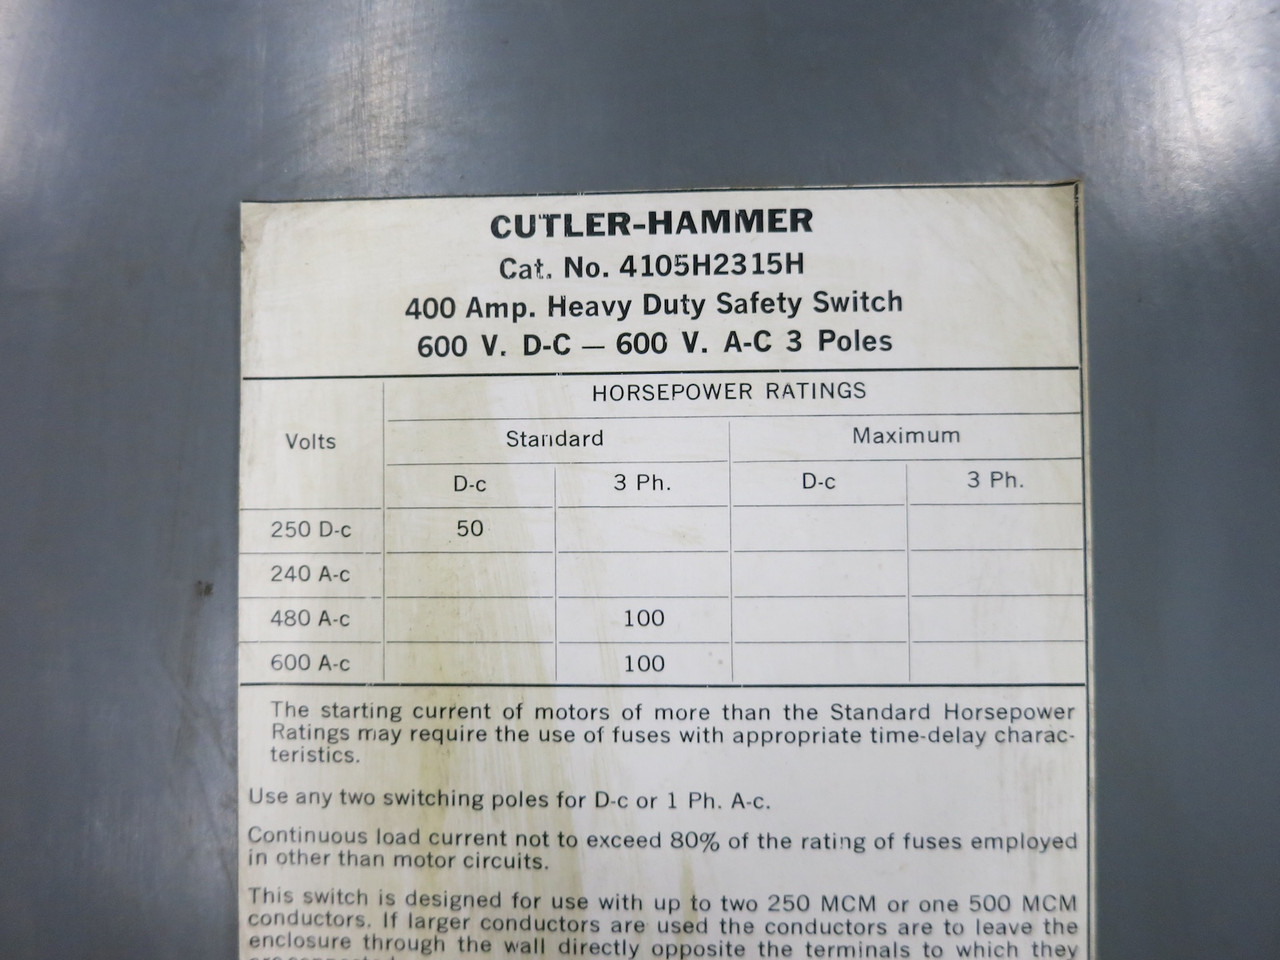 CUTLER-HAMMER
Cat. No. 4105H2315H
400 Amp. Heavy Duty Safety Switch
600 V. D-C — 600 V. A-C 3 Poles
HORSEPOWER RATINGS
Volts Standard Maximum
D-c 3 Ph. D-c 3 Ph.
250 D-c 50
240 A-c
480 A-c 100
600 A-c 100
The starting current of motors of more than the Standard Horsepower
Ratings may require the use of fuses with appropriate time-delay charac-
teristics.
Use any two switching poles for D-c or 1 Ph. A-c.
Continuous load current not to exceed 80% of the rating of fuses employed
in other than motor circuits.
This switch is designed for use with up to two 250 MCM or one 500 MCM
conductors. If larger conductors are used the conductors are to leave the
enclosure through the wall directly opposite the terminals to which they